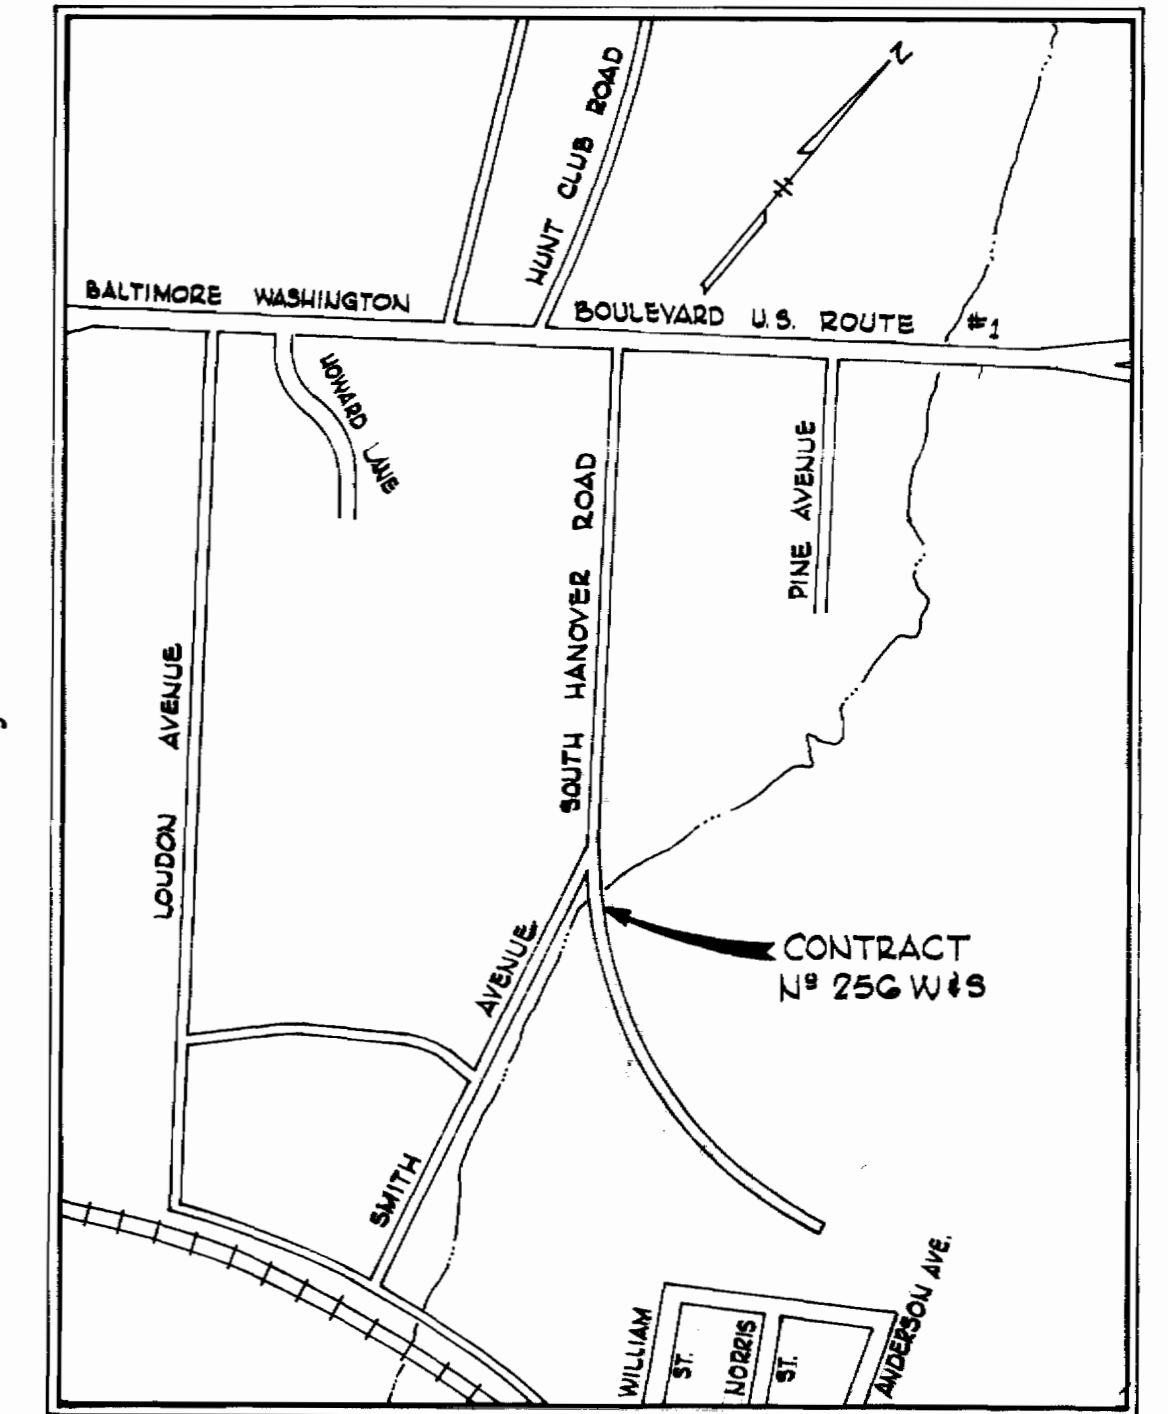 N
HUNT CLUB ROAD
BALTIMORE WASHINGTON BOULEVARD U.S. ROUTE #1
HOWARD LANE
PINE AVENUE
SOUTH HANOVER ROAD
LOUDON AVENUE
SMITH AVENUE
CONTRACT
Nº 256 W&S
WILLIAM ST.
NORRIS ST.
ANDERSON AVE.